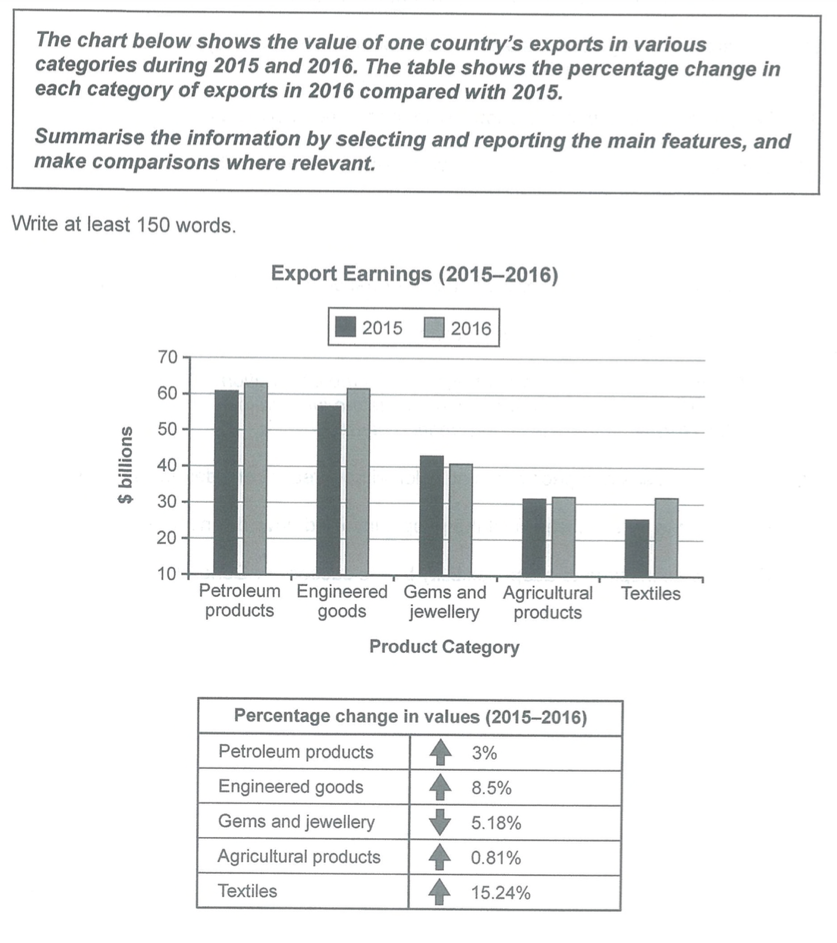 The chart below shows the value of one country's exports in various
categories during 2015 and 2016. The table shows the percentage change in
each category of exports in 2016 compared with 2015.
Summarise the information by selecting and reporting the main features, and
make comparisons where relevant.
Write at least 150 words.
Export Earnings (2015–2016)
2015 2016
70
60
50
40
30
20
10
$ billions
Petroleum products
Engineered goods
Gems and jewellery
Agricultural products
Textiles
Product Category
Percentage change in values (2015–2016)
Petroleum products 3%
Engineered goods 8.5%
Gems and jewellery 5.18%
Agricultural products 0.81%
Textiles 15.24%